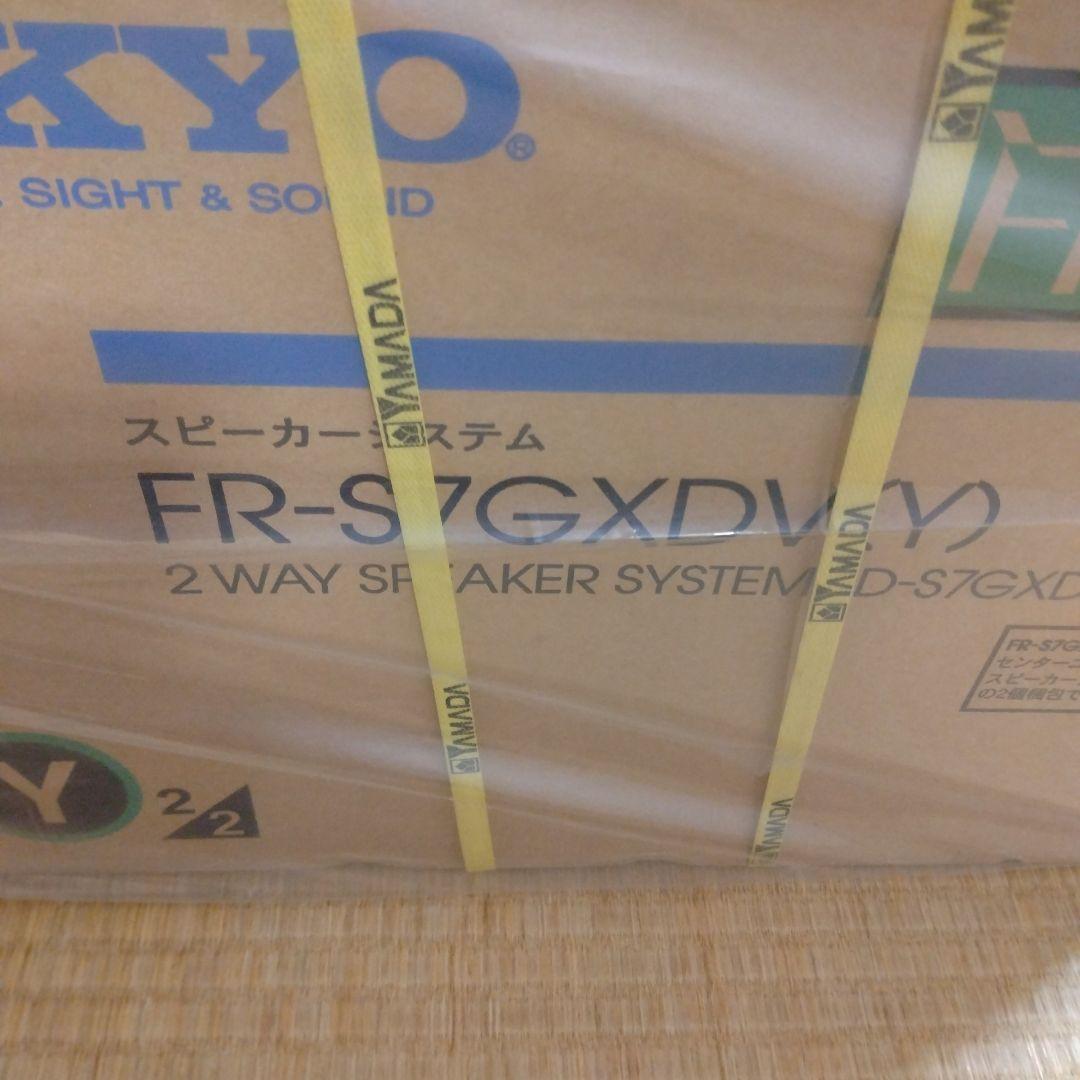 KYO®
SIGHT & SOUND
YAMADA
YAM
スピーカーシステム
FR-S7GXDV(Y)
2 WAY SPEAKER SYSTEM D-S7GXD
YAMADA
FR-S7G
センターユ
スピーカー
の2個梱包で
YAMADA
Y
2/2
YAMADA